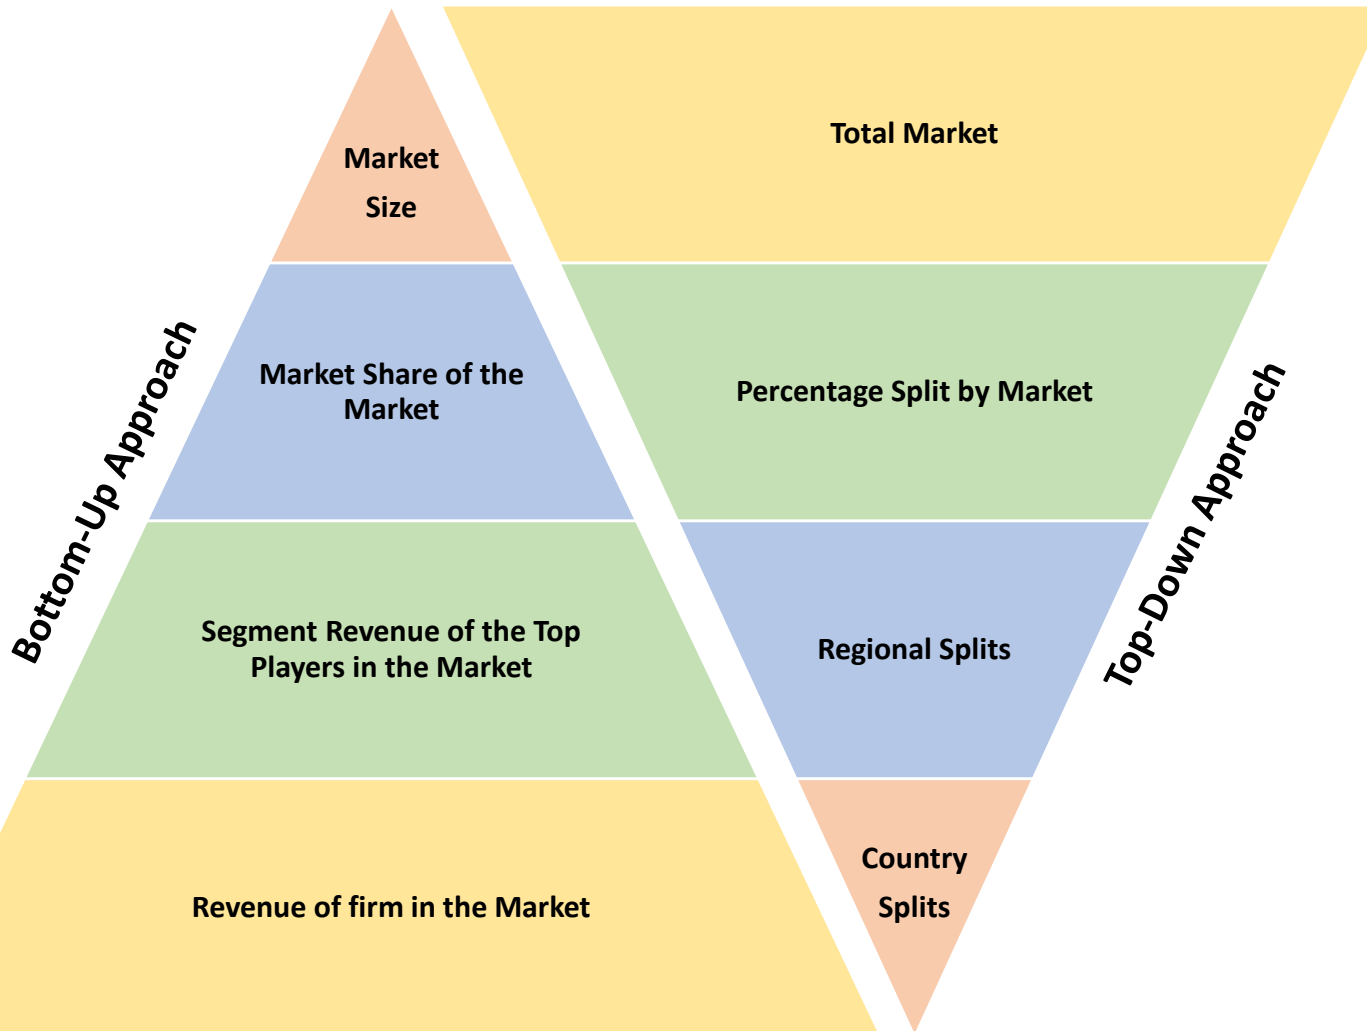 Bottom-Up Approach
Market
Size
Market Share of the
Market
Segment Revenue of the Top
Players in the Market
Revenue of firm in the Market
Total Market
Percentage Split by Market
Regional Splits
Country
Splits
Top-Down Approach